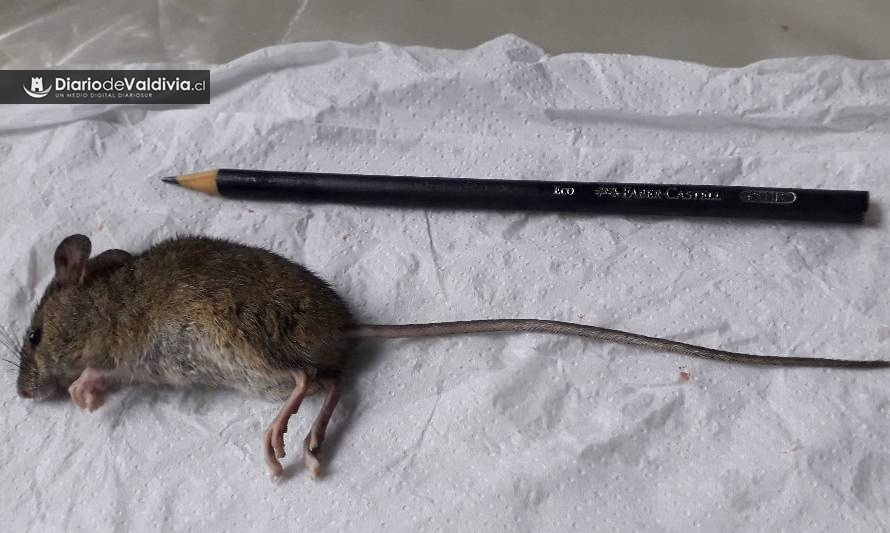 DiariodeValdivia.cl
UN MEDIO DIGITAL DIARIOSUR
Eco FABER-CASTELL